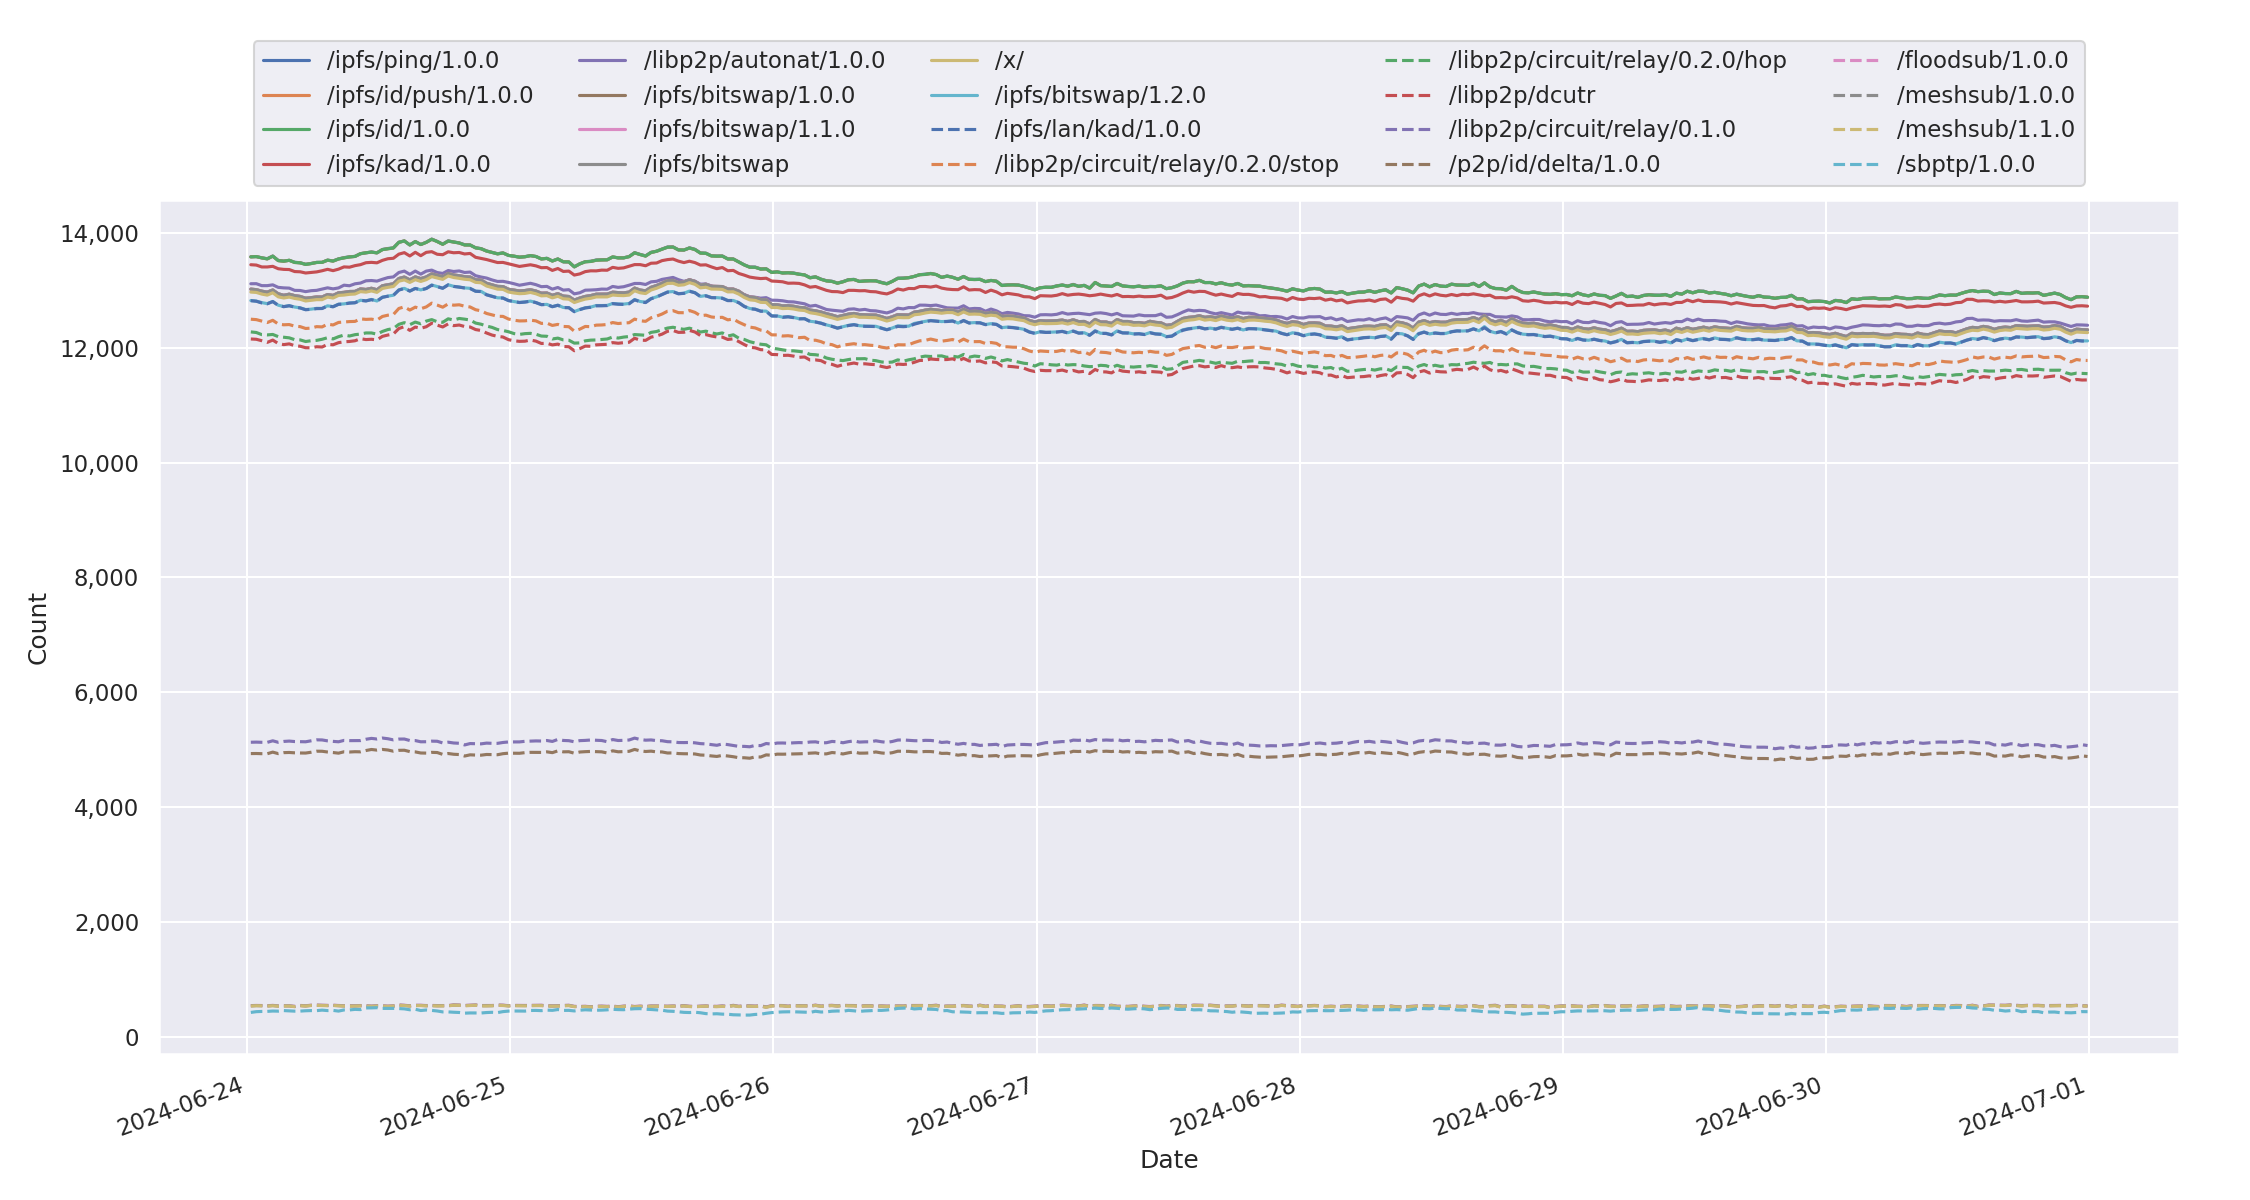 /ipfs/ping/1.0.0
/ipfs/id/push/1.0.0
/ipfs/id/1.0.0
/ipfs/kad/1.0.0
/libp2p/autonat/1.0.0
/ipfs/bitswap/1.0.0
/ipfs/bitswap/1.1.0
/ipfs/bitswap
/x/
/ipfs/bitswap/1.2.0
/ipfs/lan/kad/1.0.0
/libp2p/circuit/relay/0.2.0/stop
/libp2p/circuit/relay/0.2.0/hop
/libp2p/dcutr
/libp2p/circuit/relay/0.1.0
/p2p/id/delta/1.0.0
/floodsub/1.0.0
/meshsub/1.0.0
/meshsub/1.1.0
/sbptp/1.0.0
14,000
12,000
10,000
8,000
6,000
4,000
2,000
0
Count
2024-06-24
2024-06-25
2024-06-26
2024-06-27
2024-06-28
2024-06-29
2024-06-30
2024-07-01
Date